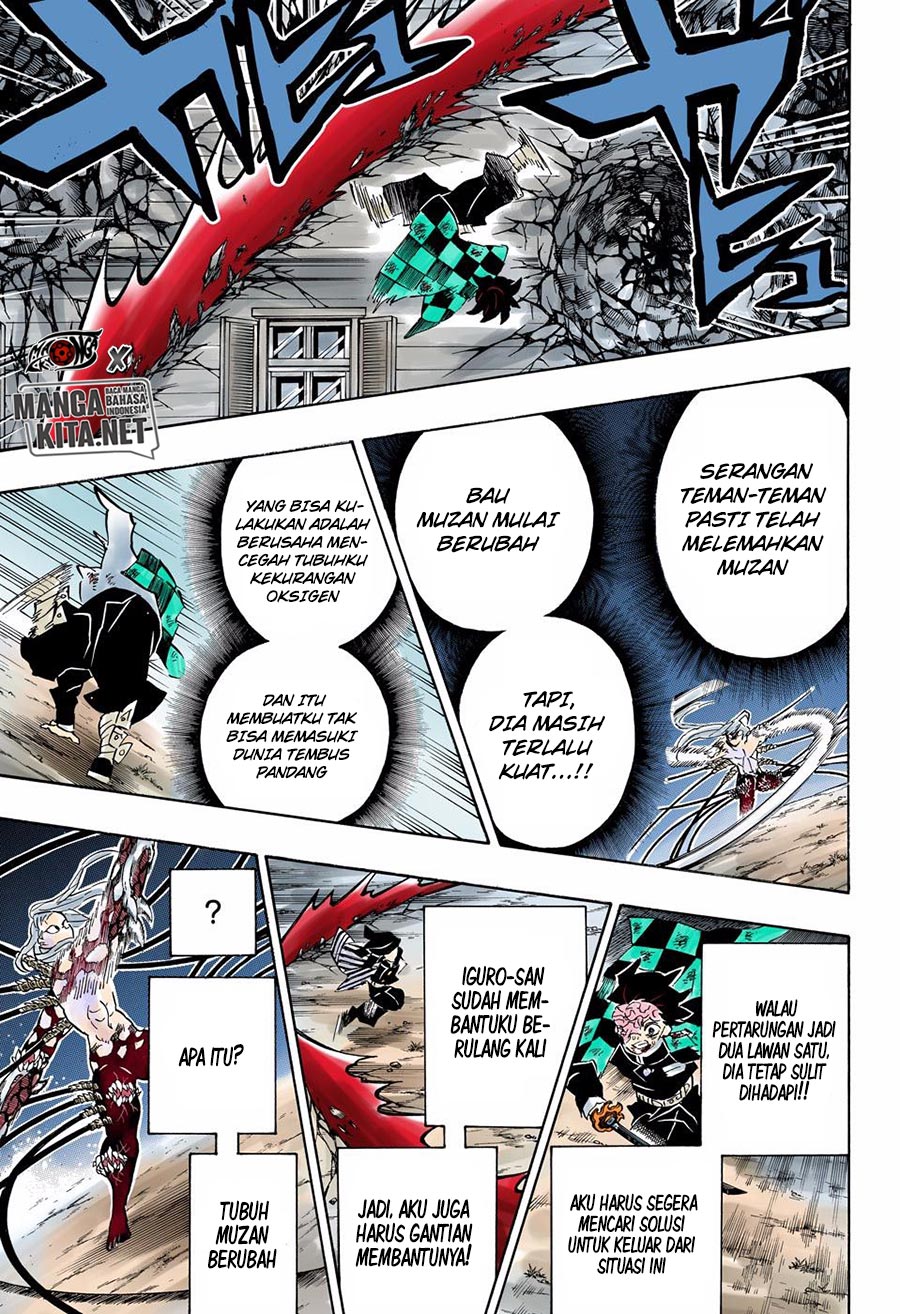 ギュ
ギュ
MANGA
KITA.NET
BACA MANGA
BAHASA
INDONESIA
X
SERANGAN
TEMAN-TEMAN
PASTI TELAH
MELEMAHKAN
MUZAN
BAU
MUZAN MULAI
BERUBAH
TAPI,
DIA MASIH
TERLALU
KUAT...!!
YANG BISA KU-
LAKUKAN ADALAH
BERUSAHA MEN-
CEGAH TUBUHKU
KEKURANGAN
OKSIGEN
DAN ITU
MEMBUATKU TAK
BISA MEMASUKI
DUNIA TEMBUS
PANDANG
WALAU
PERTARUNGAN JADI
DUA LAWAN SATU,
DIA TETAP SULIT
DIHADAPI!!
AKU HARUS SEGERA
MENCARI SOLUSI
UNTUK KELUAR DARI
SITUASI INI
IGURO-SAN
SUDAH MEM-
BANTUKU BE-
RULANG KALI
JADI, AKU JUGA
HARUS GANTIAN
MEMBANTUNYA!
?
APA ITU?
TUBUH
MUZAN
BERUBAH